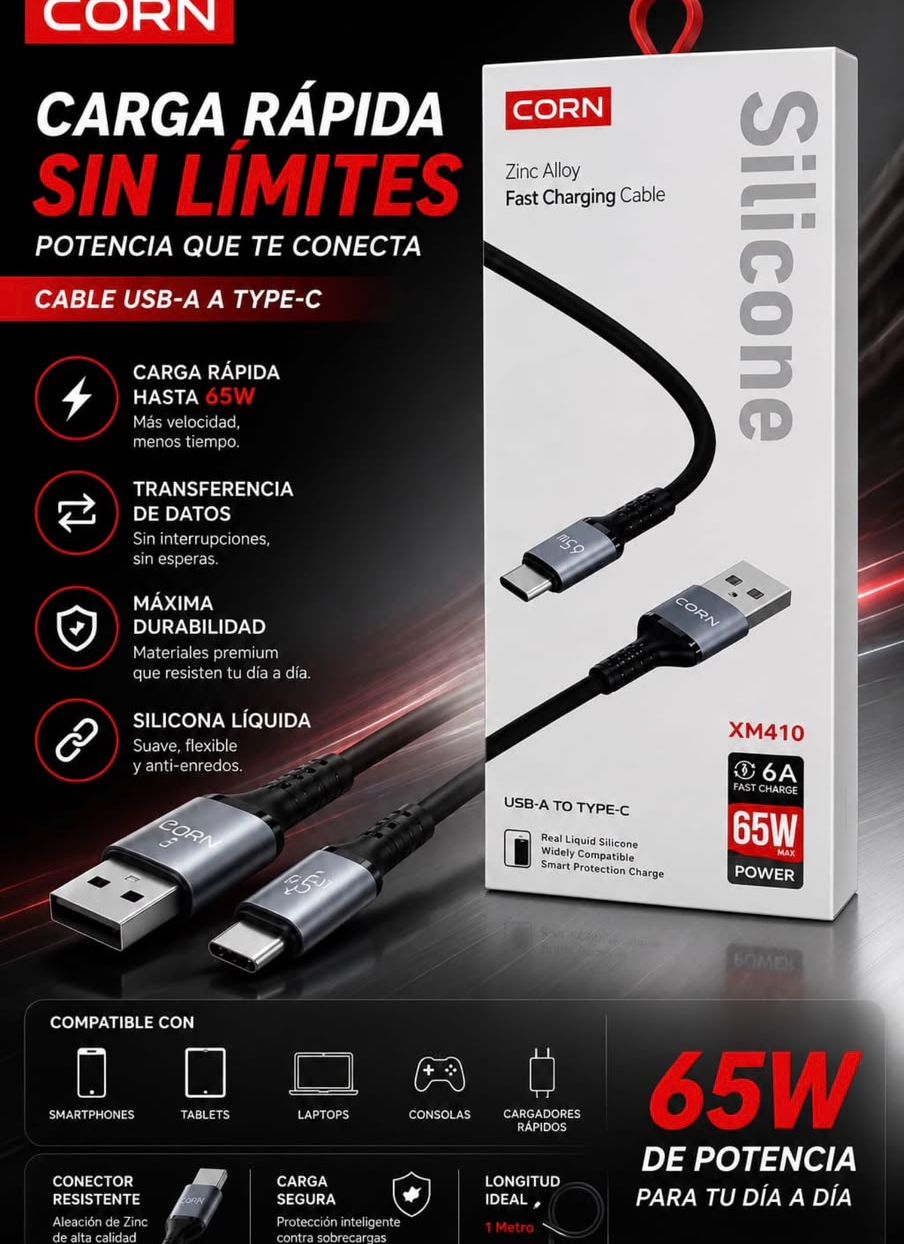 CORN
CARGA RÁPIDA
SIN LÍMITES
POTENCIA QUE TE CONECTA
CABLE USB-A A TYPE-C
CARGA RÁPIDA
HASTA 65W
Más velocidad,
menos tiempo.
TRANSFERENCIA
DE DATOS
Sin interrupciones,
sin esperas.
MÁXIMA
DURABILIDAD
Materiales premium
que resisten tu día a día.
SILICONA LÍQUIDA
Suave, flexible
y anti-enredos.
CORN
CORN
Zinc Alloy
Fast Charging Cable
Silicone
65W
CORN
XM410
6A
FAST CHARGE
65W
MAX
POWER
USB-A TO TYPE-C
Real Liquid Silicone
Widely Compatible
Smart Protection Charge
COMPATIBLE CON
SMARTPHONES
TABLETS
LAPTOPS
CONSOLAS
CARGADORES
RÁPIDOS
65W
DE POTENCIA
PARA TU DÍA A DÍA
CONECTOR
RESISTENTE
Aleación de Zinc
de alta calidad
CORN
CARGA
SEGURA
Protección inteligente
contra sobrecargas
LONGITUD
IDEAL
1 Metro